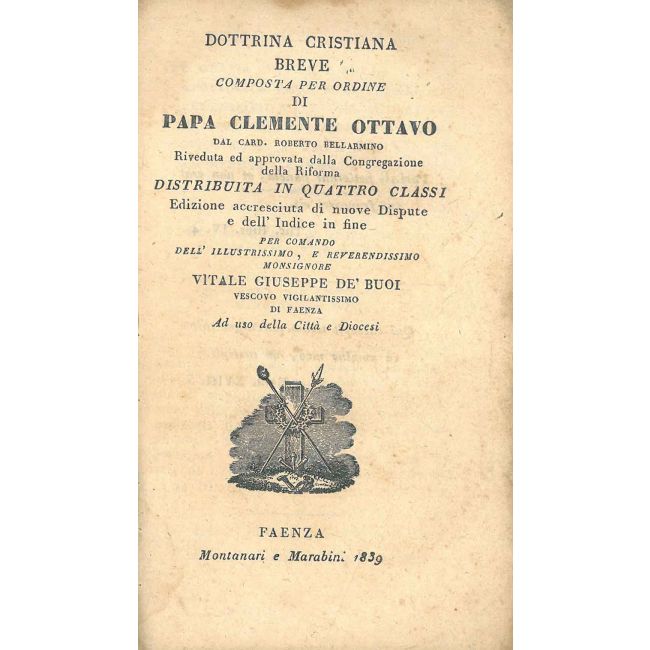 DOTTRINA CRISTIANA
BREVE
COMPOSTA PER ORDINE
DI
PAPA CLEMENTE OTTAVO
DAL CARD. ROBERTO BELLARMINO
Riveduta ed approvata dalla Congregazione
della Riforma
DISTRIBUITA IN QUATTRO CLASSI
Edizione accresciuta di nuove Dispute
e dell' Indice in fine
PER COMANDO
DELL' ILLUSTRISSIMO, E REVERENDISSIMO
MONSIGNORE
VITALE GIUSEPPE DE' BUOI
VESCOVO VIGILANTISSIMO
DI FAENZA
Ad uso della Città e Diocesi
FAENZA
Montanari e Marabini 1839